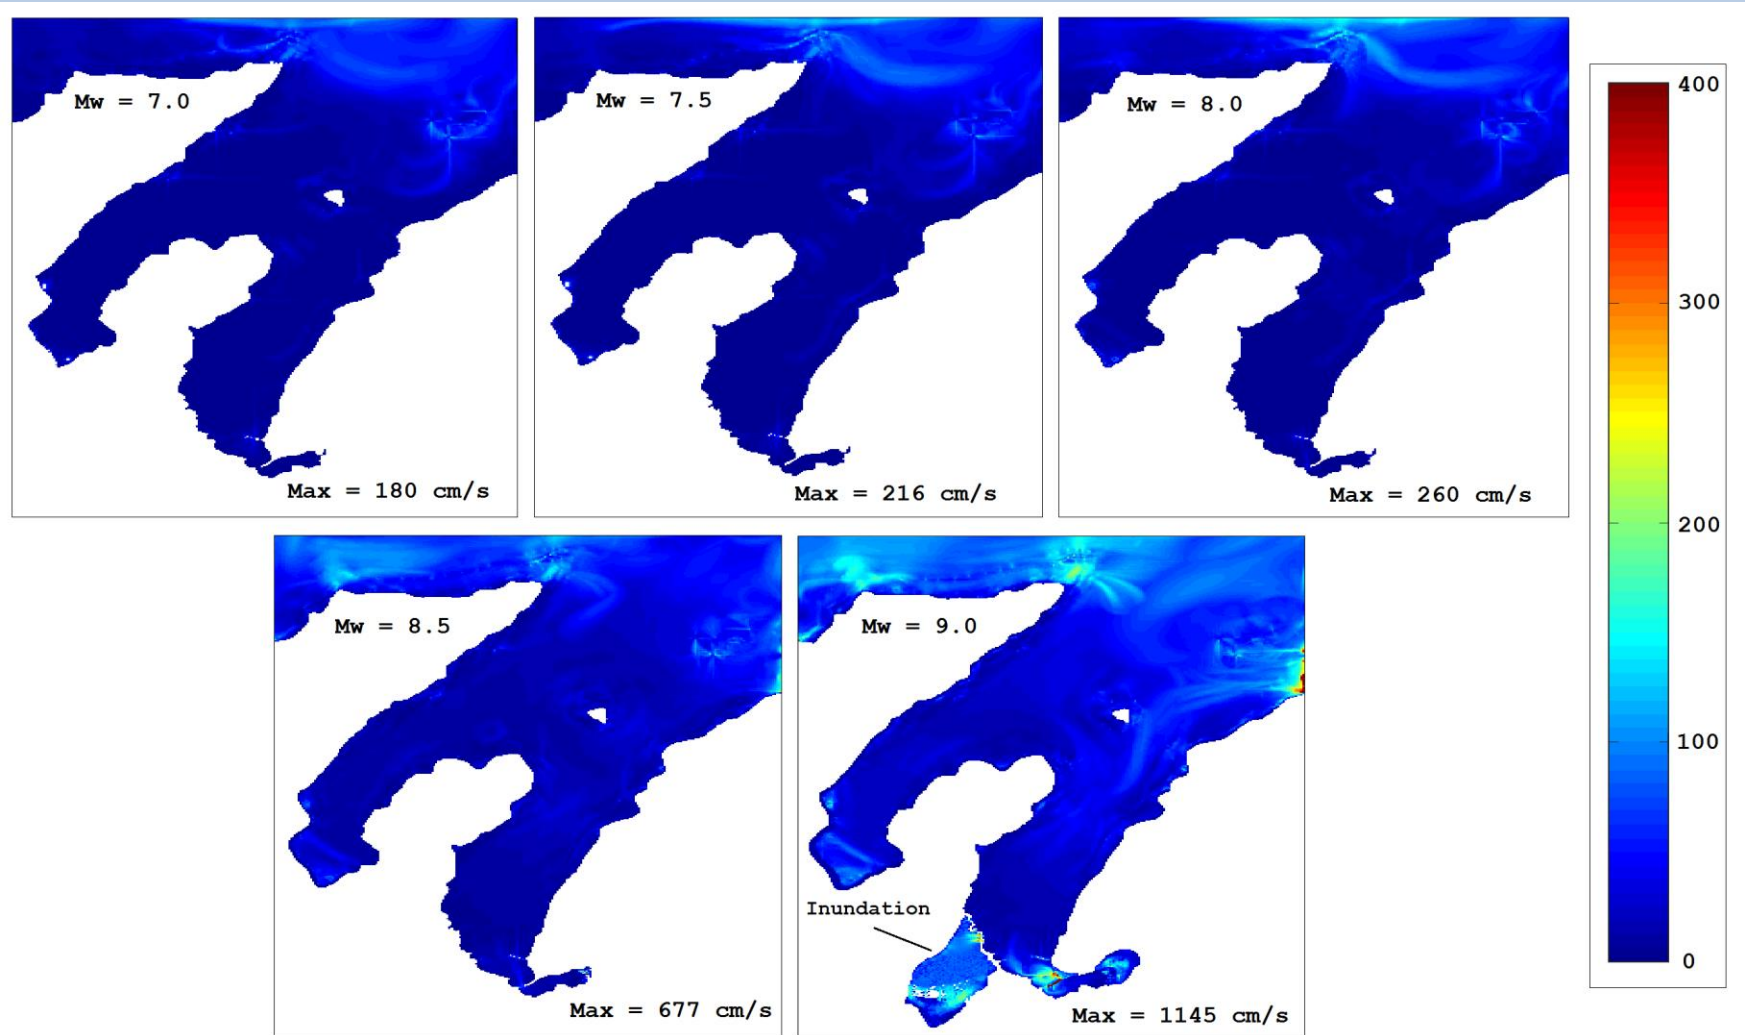 Mw = 7.0
Max = 180 cm/s
Mw = 7.5
Max = 216 cm/s
Mw = 8.0
Max = 260 cm/s
Mw = 8.5
Max = 677 cm/s
Mw = 9.0
Inundation
Max = 1145 cm/s
400
300
200
100
0